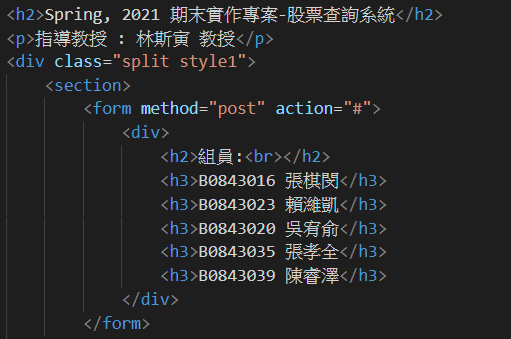 <h2>Spring, 2021 期末實作專案-股票查詢系統</h2>
<p>指導教授 : 林斯寅 教授</p>
<div class="split style1">
<section>
<form method="post" action="#">
<div>
<h2>組員:<br></h2>
<h3>B0843016 張棋閔</h3>
<h3>B0843023 賴濰凱</h3>
<h3>B0843020 吳宥俞</h3>
<h3>B0843035 張孝全</h3>
<h3>B0843039 陳睿澤</h3>
</div>
</form>